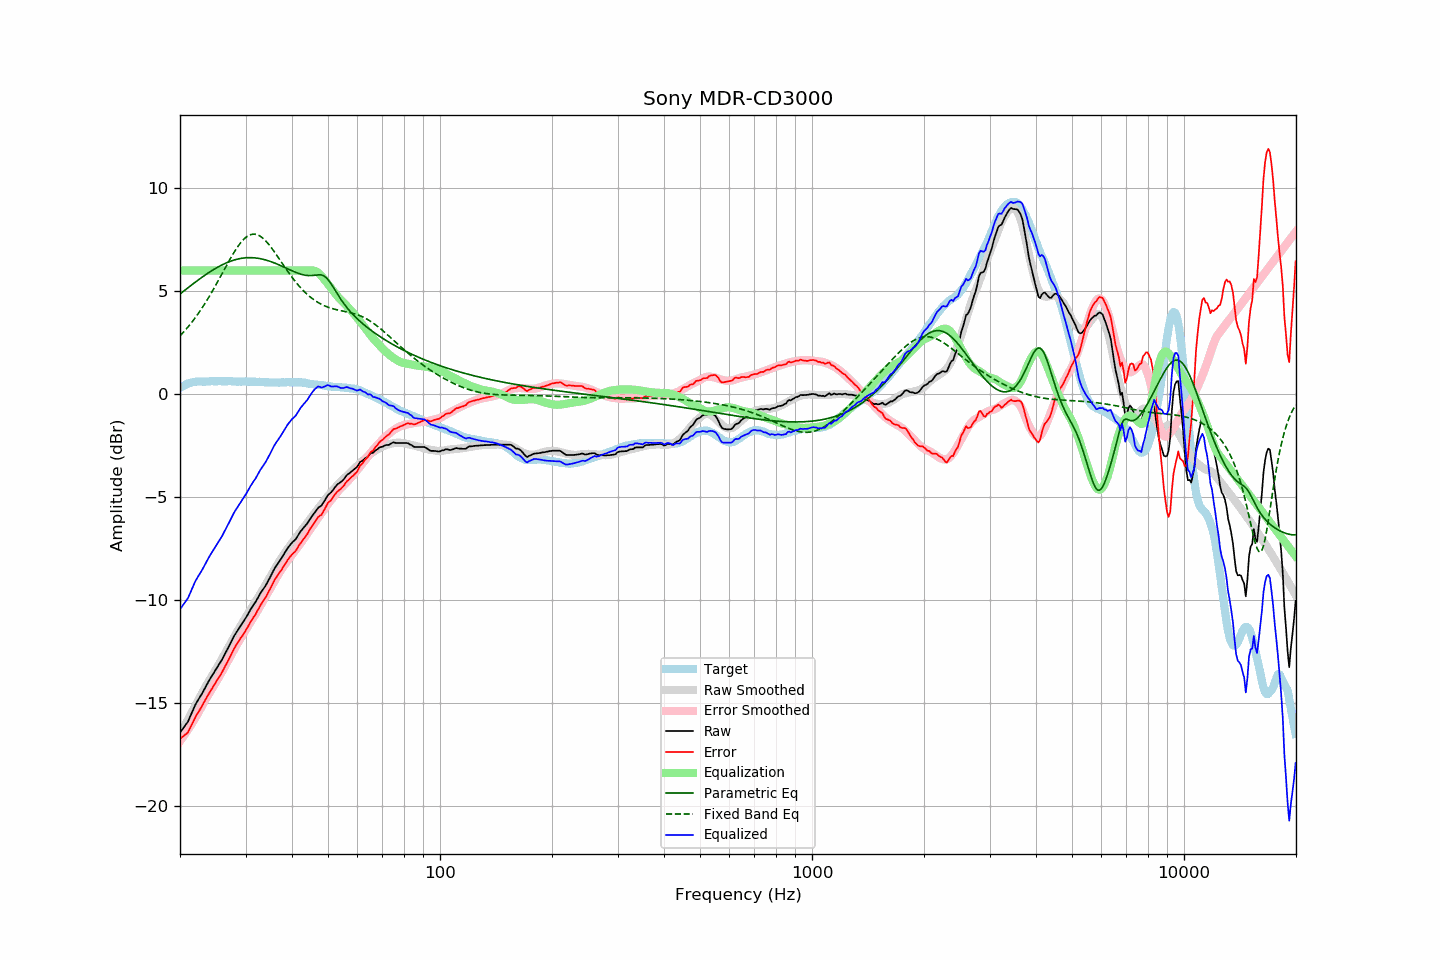 Sony MDR-CD3000
Amplitude (dBr)
10
5
0
−5
−10
−15
−20
Target
Raw Smoothed
Error Smoothed
Raw
Error
Equalization
Parametric Eq
Fixed Band Eq
Equalized
100
1000
10000
Frequency (Hz)